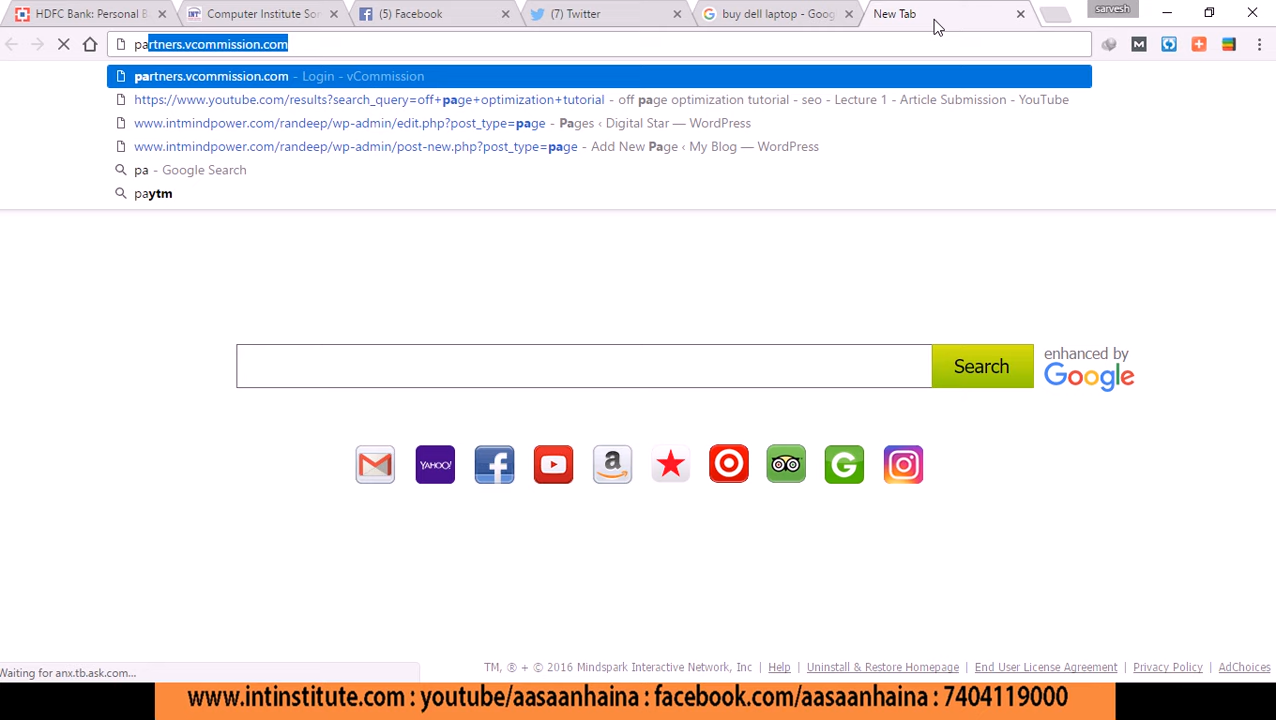 HDFC Bank: Personal B
Computer Institute Son
(5) Facebook
(7) Twitter
buy dell laptop - Goog
New Tab
sarvesh
partners.vcommission.com
partners.vcommission.com - Login - vCommission
https://www.youtube.com/results?search_query=off+page+optimization+tutorial - off page optimization tutorial - seo - Lecture 1 - Article Submission - YouTube
www.intmindpower.com/randeep/wp-admin/edit.php?post_type=page - Pages ‹ Digital Star — WordPress
www.intmindpower.com/randeep/wp-admin/post-new.php?post_type=page - Add New Page ‹ My Blog — WordPress
pa - Google Search
paytm
Search
enhanced by
Google
YAHOO!
Waiting for anx.tb.ask.com...
TM, ® + © 2016 Mindspark Interactive Network, Inc | Help | Uninstall & Restore Homepage | End User License Agreement | Privacy Policy | AdChoices
www.intinstitute.com : youtube/aasaanhaina : facebook.com/aasaanhaina : 7404119000